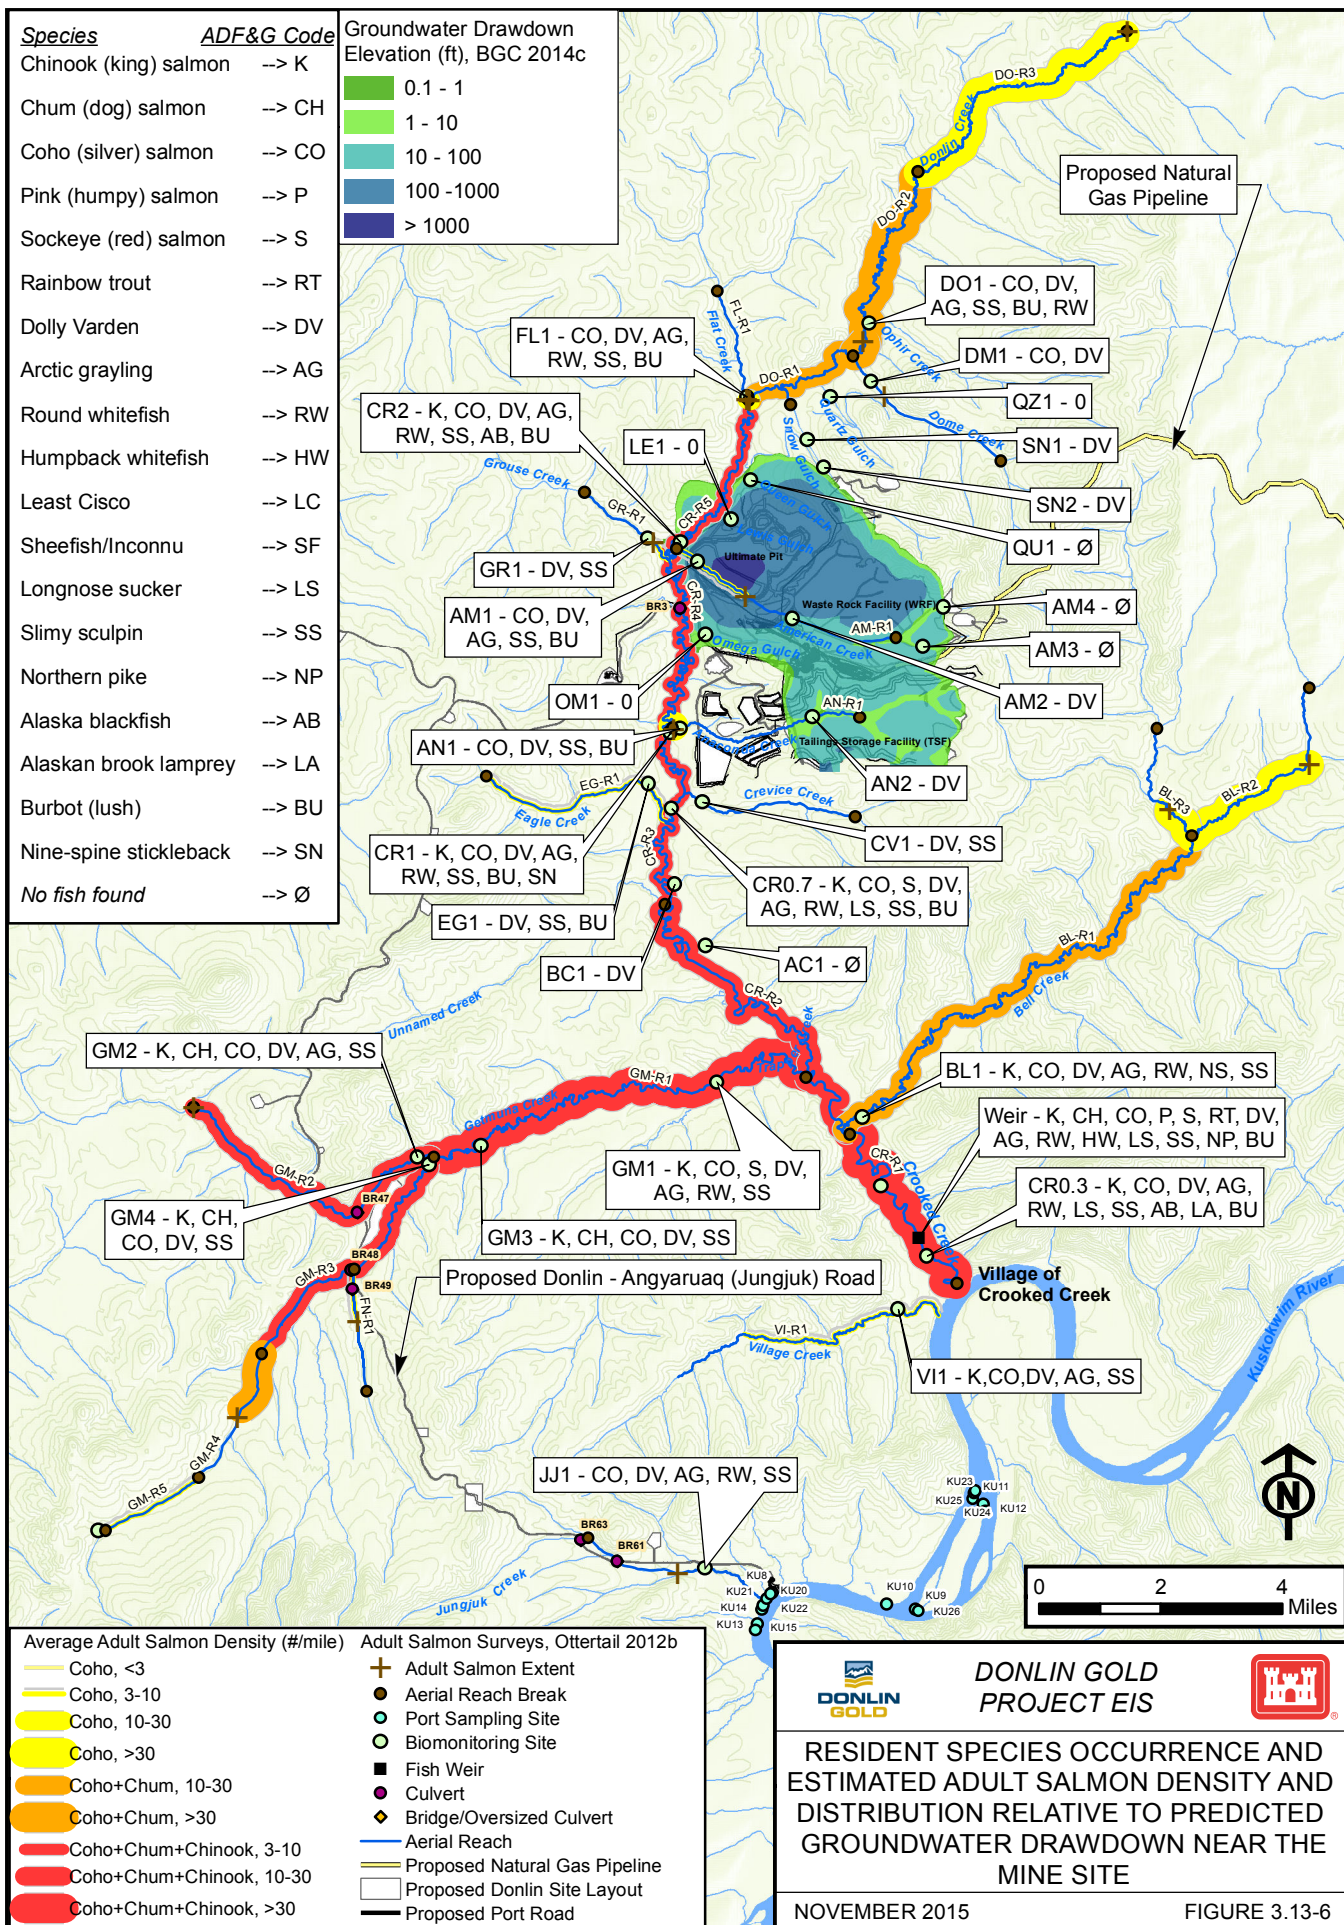 Species ADF&G Code
Chinook (king) salmon --> K
Chum (dog) salmon --> CH
Coho (silver) salmon --> CO
Pink (humpy) salmon --> P
Sockeye (red) salmon --> S
Rainbow trout --> RT
Dolly Varden --> DV
Arctic grayling --> AG
Round whitefish --> RW
Humpback whitefish --> HW
Least Cisco --> LC
Sheefish/Inconnu --> SF
Longnose sucker --> LS
Slimy sculpin --> SS
Northern pike --> NP
Alaska blackfish --> AB
Alaskan brook lamprey --> LA
Burbot (lush) --> BU
Nine-spine stickleback --> SN
No fish found --> Ø
Groundwater Drawdown
Elevation (ft), BGC 2014c
0.1 - 1
1 - 10
10 - 100
100 -1000
> 1000
DO-R3
Donlin Creek
Proposed Natural
Gas Pipeline
DO-R2
DO1 - CO, DV,
AG, SS, BU, RW
FL-R1
Flat Creek
FL1 - CO, DV, AG,
RW, SS, BU
DO-R1
Ophir Creek
DM1 - CO, DV
QZ1 - 0
Quartz Gulch
Dome Creek
Snow Gulch
SN1 - DV
CR2 - K, CO, DV, AG,
RW, SS, AB, BU
LE1 - 0
Grouse Creek
GR-R1
CR-R5
Queen Gulch
SN2 - DV
Lewis Gulch
QU1 - Ø
GR1 - DV, SS
Ultimate Pit
AM1 - CO, DV,
AG, SS, BU
BR3
CR-R4
Waste Rock Facility (WRF)
AM4 - Ø
American Creek
AM-R1
AM3 - Ø
Omega Gulch
OM1 - 0
AM2 - DV
AN-R1
AN1 - CO, DV, SS, BU
Anaconda Creek
Tailings Storage Facility (TSF)
AN2 - DV
EG-R1
Eagle Creek
Crevice Creek
BL-R3
BL-R2
CV1 - DV, SS
CR1 - K, CO, DV, AG,
RW, SS, BU, SN
CR-R3
CR0.7 - K, CO, S, DV,
AG, RW, LS, SS, BU
EG1 - DV, SS, BU
BC1 - DV
AC1 - Ø
BL-R1
Bell Creek
CR-R2
Unnamed Creek
GM2 - K, CH, CO, DV, AG, SS
GM-R1
Getmuna Creek
BL1 - K, CO, DV, AG, RW, NS, SS
Weir - K, CH, CO, P, S, RT, DV,
AG, RW, HW, LS, SS, NP, BU
CR-R1
Crooked Creek
GM1 - K, CO, S, DV,
AG, RW, SS
CR0.3 - K, CO, DV, AG,
RW, LS, SS, AB, LA, BU
GM-R2
BR47
GM4 - K, CH,
CO, DV, SS
GM3 - K, CH, CO, DV, SS
BR48
GM-R3
BR49
FN-R1
Proposed Donlin - Angyaruaq (Jungjuk) Road
Village of
Crooked Creek
Kuskokwim River
VI-R1
Village Creek
VI1 - K,CO,DV, AG, SS
GM-R4
GM-R5
JJ1 - CO, DV, AG, RW, SS
KU23
KU11
KU25
KU12
KU24
BR63
BR61
Jungjuk Creek
KU8
KU21
KU20
KU14
KU22
KU13
KU15
KU10
KU9
KU26
N
0 2 4
Miles
Average Adult Salmon Density (#/mile)
Coho, <3
Coho, 3-10
Coho, 10-30
Coho, >30
Coho+Chum, 10-30
Coho+Chum, >30
Coho+Chum+Chinook, 3-10
Coho+Chum+Chinook, 10-30
Coho+Chum+Chinook, >30
Adult Salmon Surveys, Ottertail 2012b
Adult Salmon Extent
Aerial Reach Break
Port Sampling Site
Biomonitoring Site
Fish Weir
Culvert
Bridge/Oversized Culvert
Aerial Reach
Proposed Natural Gas Pipeline
Proposed Donlin Site Layout
Proposed Port Road
DONLIN
GOLD
DONLIN GOLD
PROJECT EIS
®
RESIDENT SPECIES OCCURRENCE AND
ESTIMATED ADULT SALMON DENSITY AND
DISTRIBUTION RELATIVE TO PREDICTED
GROUNDWATER DRAWDOWN NEAR THE
MINE SITE
NOVEMBER 2015
FIGURE 3.13-6